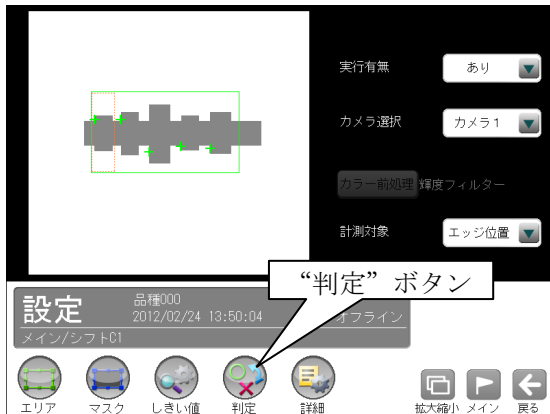 実行有無
あり
カメラ選択
カメラ1
カラー前処理 輝度フィルター
計測対象
エッジ位置
“判定”ボタン
設定
品種000
2012/02/24 13:50:04
オフライン
メイン/シフトC1
エリア
マスク
しきい値
判定
詳細
拡大縮小
メイン
戻る